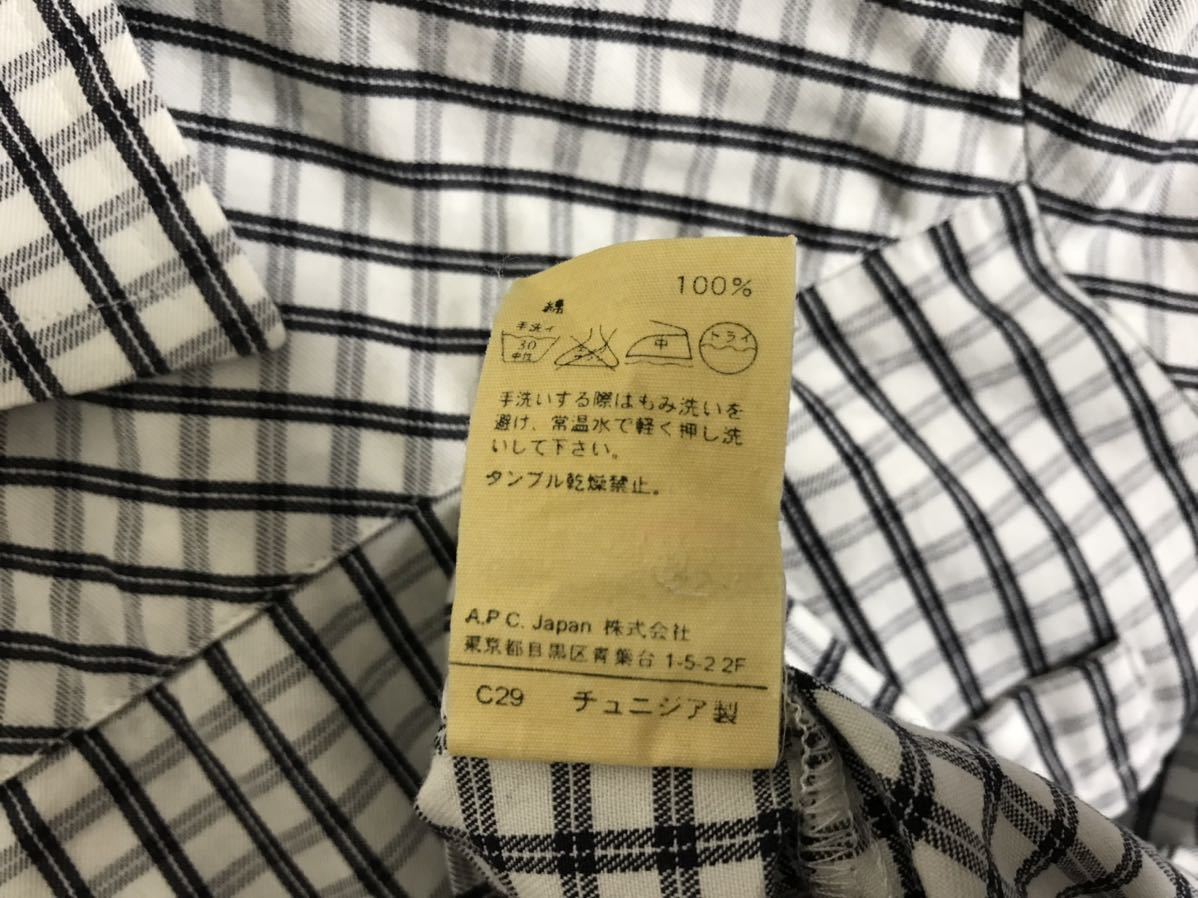 綿 100%
手洗イ
30
中性
中
ドライ
手洗いする際はもみ洗いを
避け、常温水で軽く押し洗
いして下さい。
タンブル乾燥禁止。
A.P.C. Japan 株式会社
東京都目黒区青葉台 1-5-2 2F
C29 チュニジア製